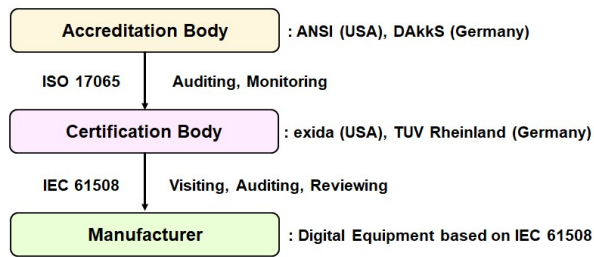 Accreditation Body : ANSI (USA), DAkkS (Germany)
ISO 17065 Auditing, Monitoring
Certification Body : exida (USA), TUV Rheinland (Germany)
IEC 61508 Visiting, Auditing, Reviewing
Manufacturer : Digital Equipment based on IEC 61508